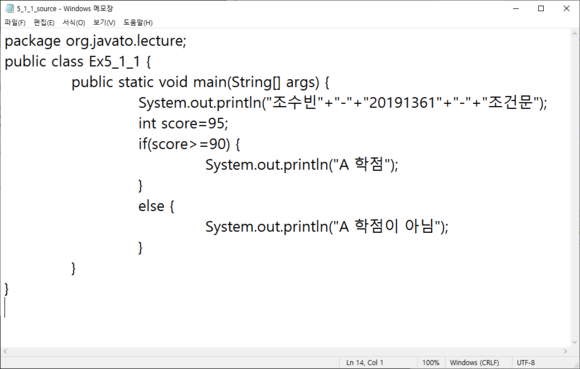 5_1_1_source - Windows 메모장
파일(F) 편집(E) 서식(O) 보기(V) 도움말(H)
package org.javato.lecture;
public class Ex5_1_1 {
public static void main(String[] args) {
System.out.println("조수빈"+"-"+"20191361"+"-"+"조건문");
int score=95;
if(score>=90) {
System.out.println("A 학점");
}
else {
System.out.println("A 학점이 아님");
}
}
}
Ln 14, Col 1 100% Windows (CRLF) UTF-8